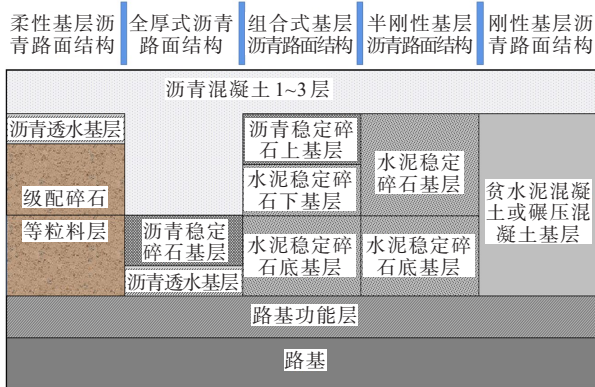 柔性基层沥
青路面结构
全厚式沥青
路面结构
组合式基层
沥青路面结构
半刚性基层
沥青路面结构
刚性基层沥
青路面结构
沥青混凝土1~3层
沥青透水基层
级配碎石
等粒料层
沥青稳定
碎石基层
沥青透水基层
沥青稳定碎
石上基层
水泥稳定碎
石下基层
水泥稳定碎
石底基层
水泥稳定
碎石基层
水泥稳定碎
石底基层
贫水泥混凝
土或碾压混
凝土基层
路基功能层
路基